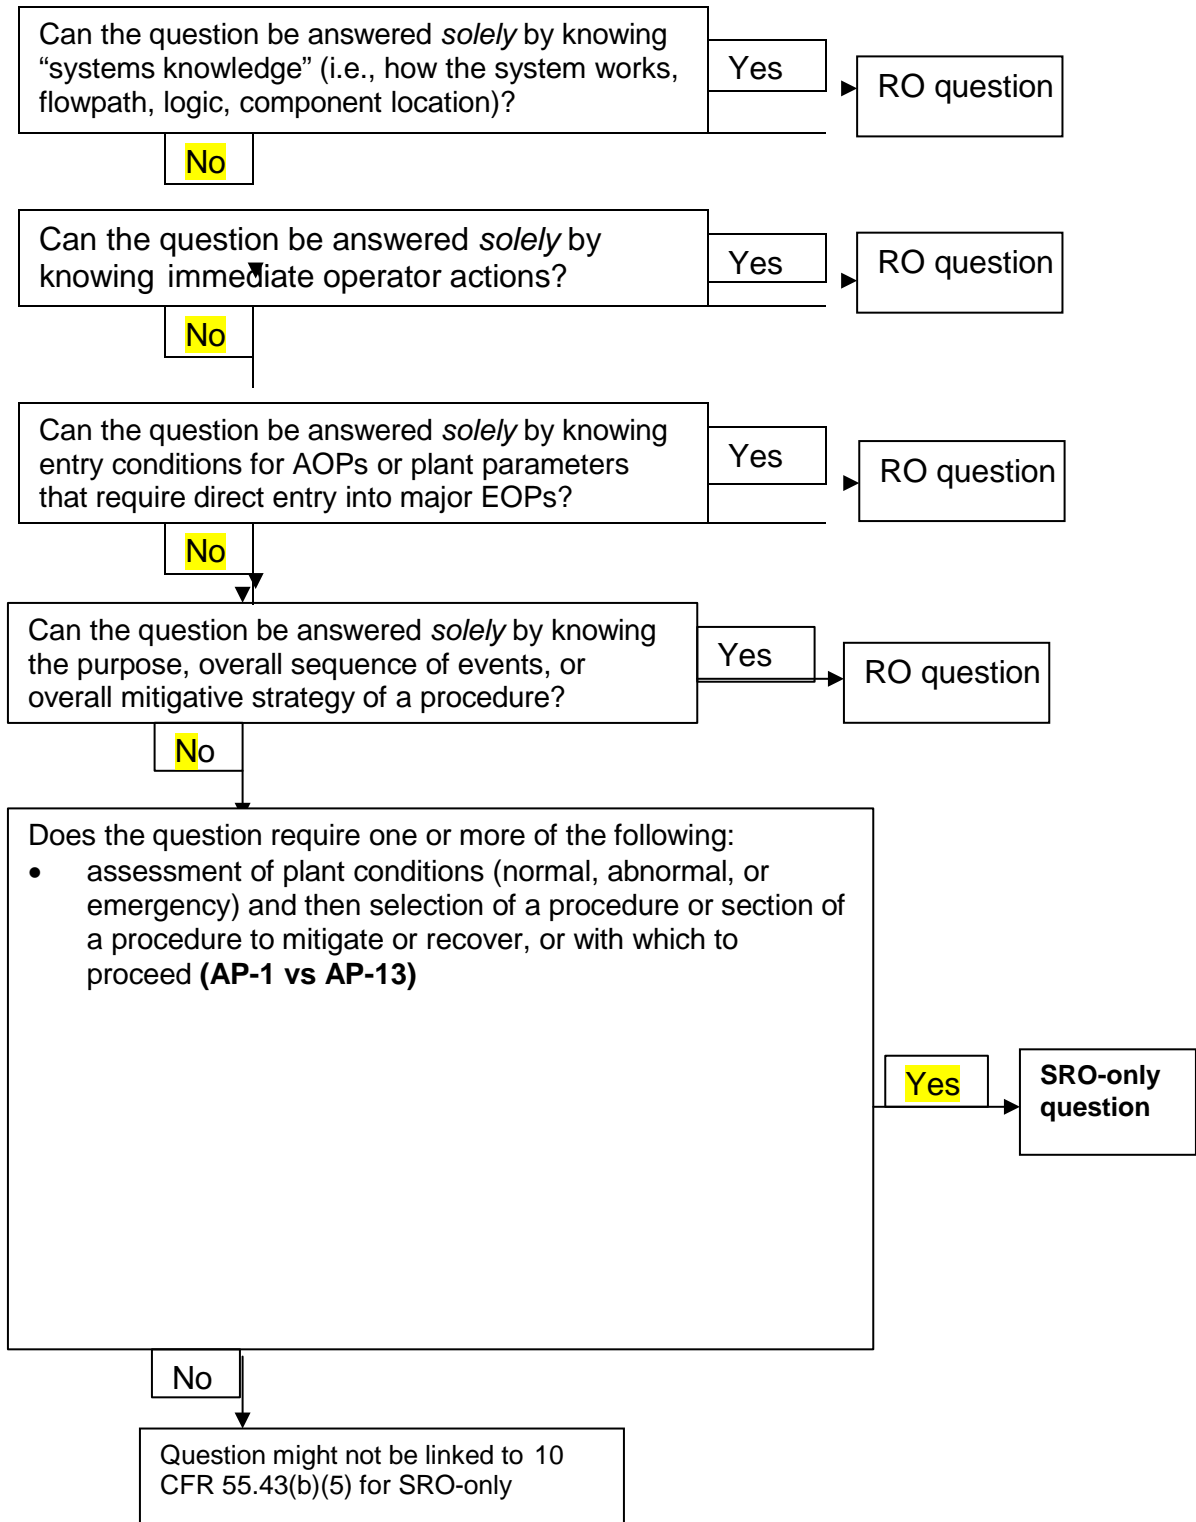 Can the question be answered solely by knowing
“systems knowledge” (i.e., how the system works,
flowpath, logic, component location)?
Yes
RO question
No
Can the question be answered solely by
knowing immediate operator actions?
Yes
RO question
No
Can the question be answered solely by knowing
entry conditions for AOPs or plant parameters
that require direct entry into major EOPs?
Yes
RO question
No
Can the question be answered solely by knowing
the purpose, overall sequence of events, or
overall mitigative strategy of a procedure?
Yes
RO question
No
Does the question require one or more of the following:
• assessment of plant conditions (normal, abnormal, or
emergency) and then selection of a procedure or section of
a procedure to mitigate or recover, or with which to
proceed (AP-1 vs AP-13)
Yes
SRO-only
question
No
Question might not be linked to 10
CFR 55.43(b)(5) for SRO-only